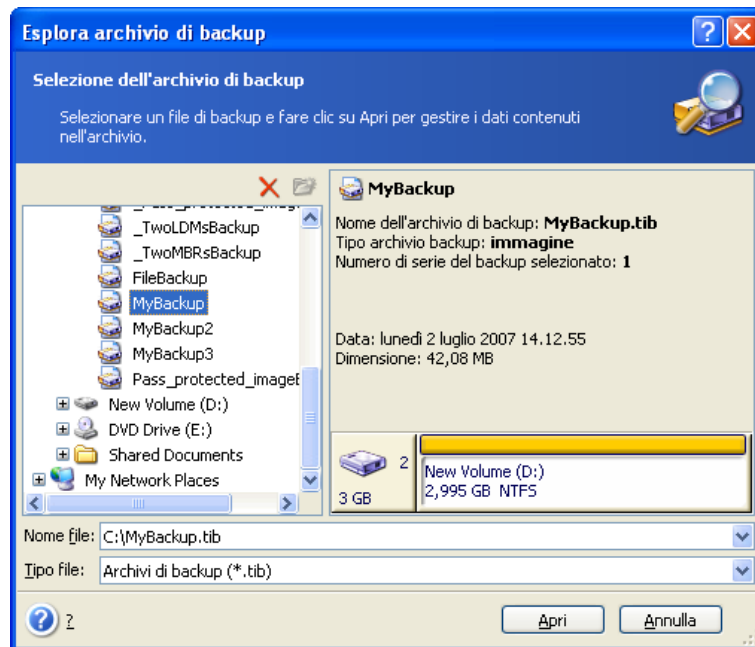 Esplora archivio di backup
Selezione dell'archivio di backup
Selezionare un file di backup e fare clic su Apri per gestire i dati contenuti
nell'archivio.
_TwoLDMsBackup
_TwoMBRsBackup
FileBackup
MyBackup
MyBackup2
MyBackup3
Pass_protected_image
New Volume (D:)
DVD Drive (E:)
Shared Documents
My Network Places
MyBackup
Nome dell'archivio di backup: MyBackup.tib
Tipo archivio backup: immagine
Numero di serie del backup selezionato: 1
Data: lunedì 2 luglio 2007 14.12.55
Dimensione: 42,08 MB
2
3 GB
New Volume (D:)
2,995 GB NTFS
Nome file: C:\MyBackup.tib
Tipo file: Archivi di backup (*.tib)
?
Apri
Annulla